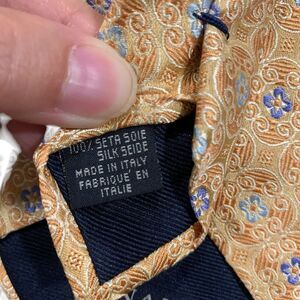 100% SETA SOIE
SILK SEIDE
MADE IN ITALY
FABRIQUÉ EN
ITALIE